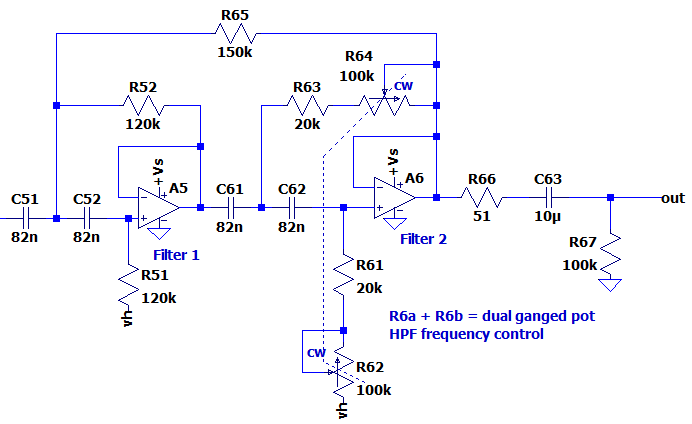 R65
150k
R64
100k
cw
R63
20k
R52
120k
+Vs
A5
+Vs
A6
C51
82n
C52
82n
C61
82n
C62
82n
R66
51
C63
10µ
out
Filter 1
Filter 2
R51
120k
vh
R61
20k
R67
100k
R6a + R6b = dual ganged pot
HPF frequency control
cw
R62
100k
vh